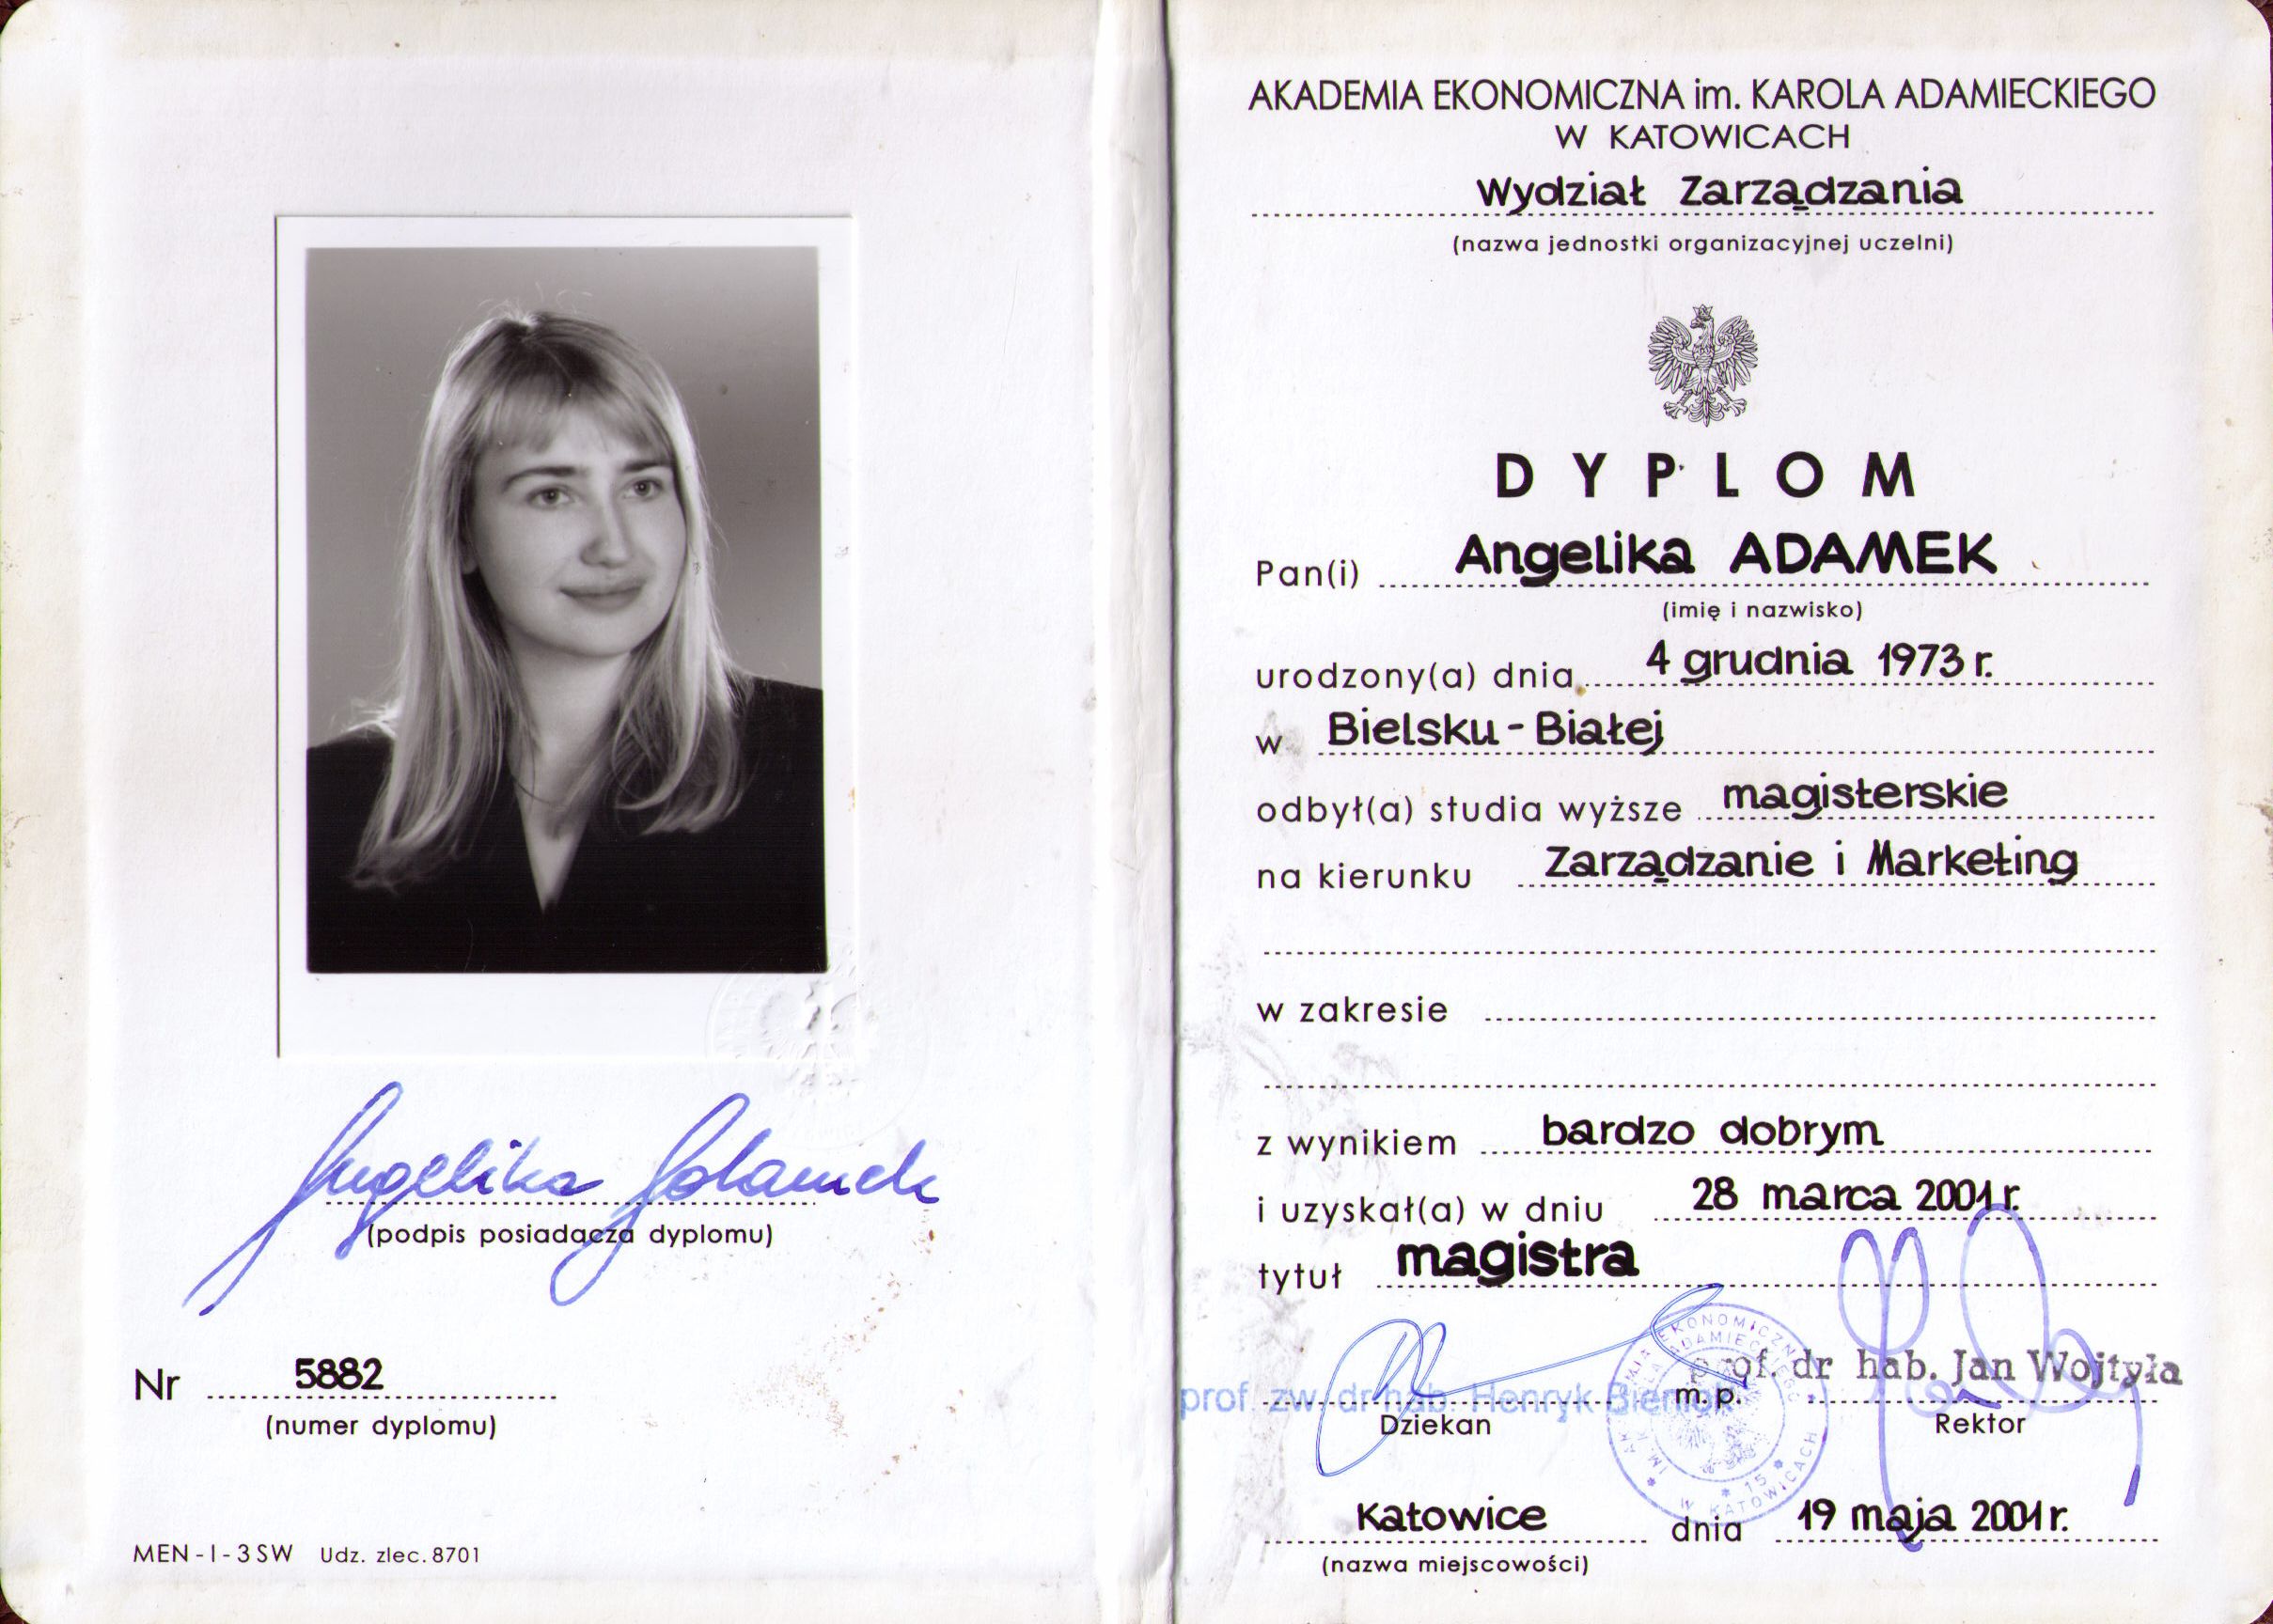 Angelika Adamek
(podpis posiadacza dyplomu)
Nr 5882
(numer dyplomu)
MEN - I - 3 SW Udz. zlec. 8701
AKADEMIA EKONOMICZNA im. KAROLA ADAMIECKIEGO
W KATOWICACH
Wydział Zarządzania
(nazwa jednostki organizacyjnej uczelni)
DYPLOM
Pan(i) Angelika ADAMEK
(imię i nazwisko)
urodzony(a) dnia 4 grudnia 1973 r.
w Bielsku - Białej
odbył(a) studia wyższe magisterskie
na kierunku Zarządzanie i Marketing
w zakresie
z wynikiem bardzo dobrym
i uzyskał(a) w dniu 28 marca 2001 r.
tytuł magistra
prof. dr hab. Jan Wojtyła
prof. zw. dr hab. Henryk
m.p.
Dziekan Rektor
AKADEMIA EKONOMICZNA W KATOWICACH
IM. KAROLA ADAMIECKIEGO
* 15 *
Katowice dnia 19 maja 2001 r.
(nazwa miejscowości)